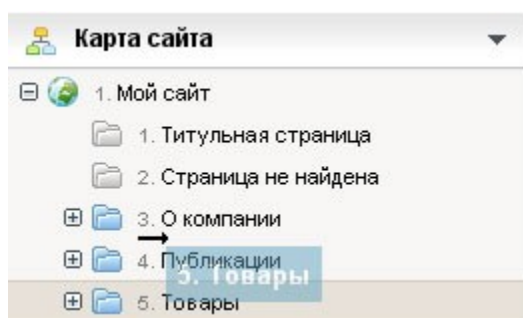 Карта сайта
1. Мой сайт
1. Титульная страница
2. Страница не найдена
3. О компании
4. Публикации
5. Товары
5. Товары